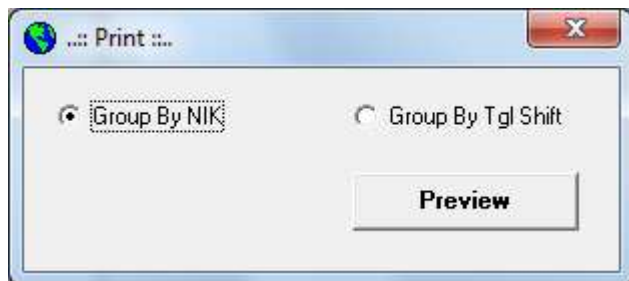 ..:: Print ::..
Group By NIK Group By Tgl Shift
Preview